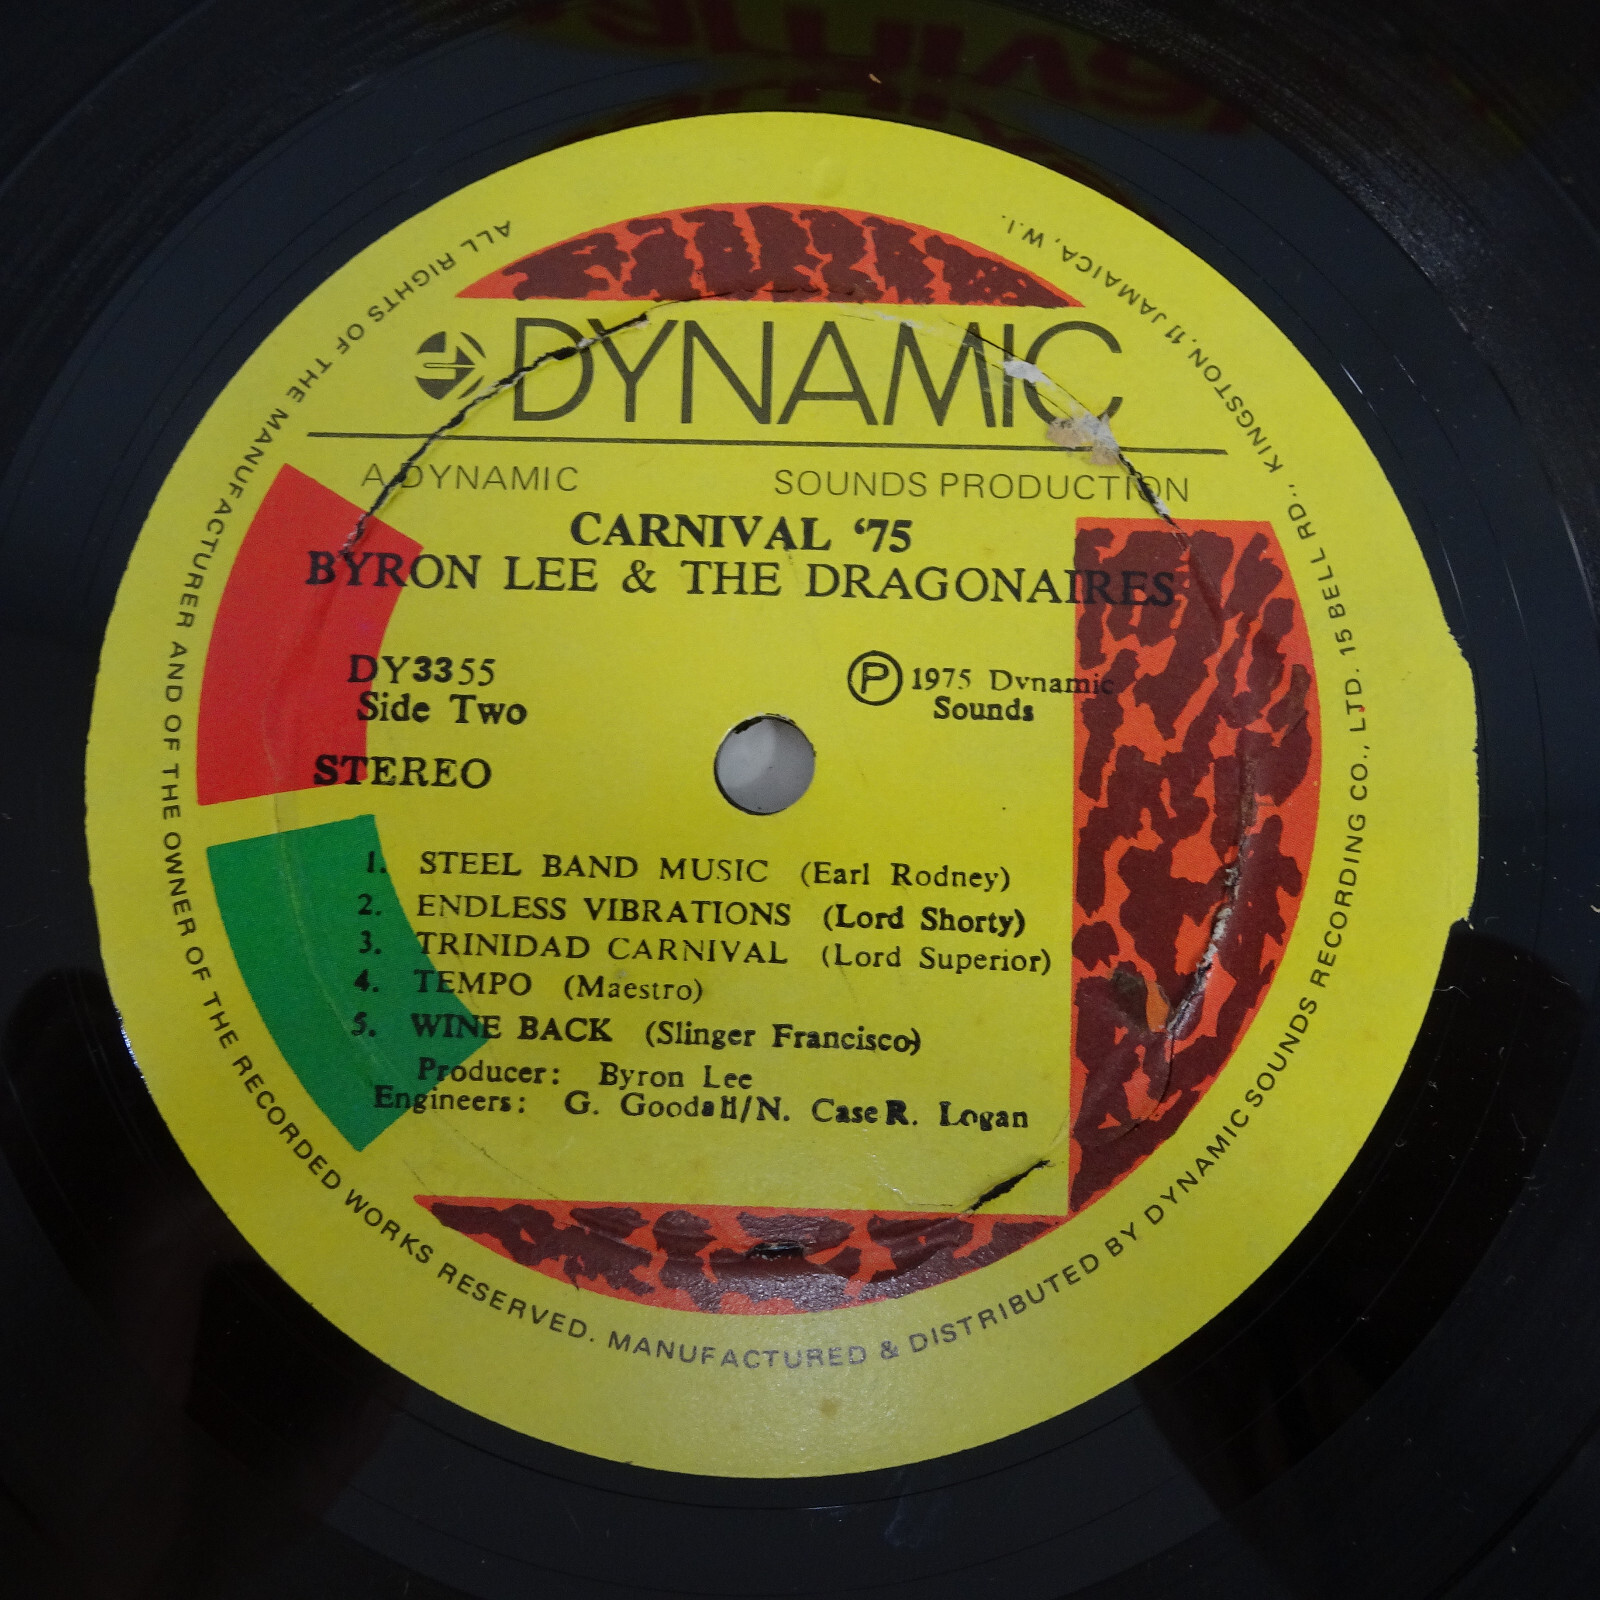 DYNAMIC
A DYNAMIC SOUNDS PRODUCTION
CARNIVAL ‘75
BYRON LEE & THE DRAGONAIRES
DY3355
Side Two
STEREO
Ⓟ 1975 Dynamic
Sounds
1. STEEL BAND MUSIC (Earl Rodney)
2. ENDLESS VIBRATIONS (Lord Shorty)
3. TRINIDAD CARNIVAL (Lord Superior)
4. TEMPO (Maestro)
5. WINE BACK (Slinger Francisco)
Producer: Byron Lee
Engineers: G. Goodall/N. Case R. Logan
ALL RIGHTS OF THE MANUFACTURER AND OF THE OWNER OF THE RECORDED WORKS RESERVED. MANUFACTURED & DISTRIBUTED BY DYNAMIC SOUNDS RECORDING CO., LTD. 15 BELL RD., KINGSTON, 11 JAMAICA, W.I.